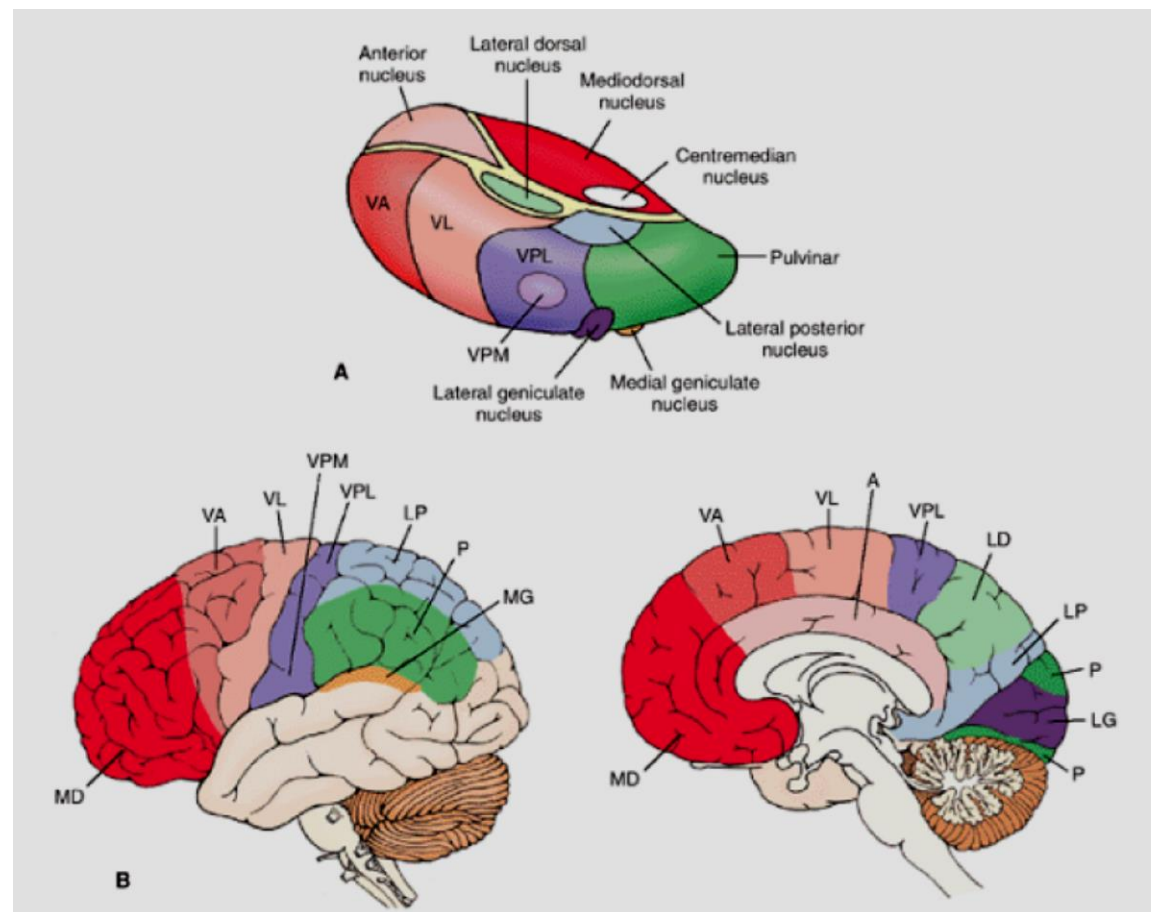 Anterior
nucleus
Lateral dorsal
nucleus
Mediodorsal
nucleus
Centremedian
nucleus
VA
VL
VPL
Pulvinar
VPM
Lateral posterior
nucleus
A
Lateral geniculate
nucleus
Medial geniculate
nucleus
VPM
VA
VL
VPL
LP
P
MG
MD
B
VA
VL
A
VPL
LD
LP
P
LG
P
MD